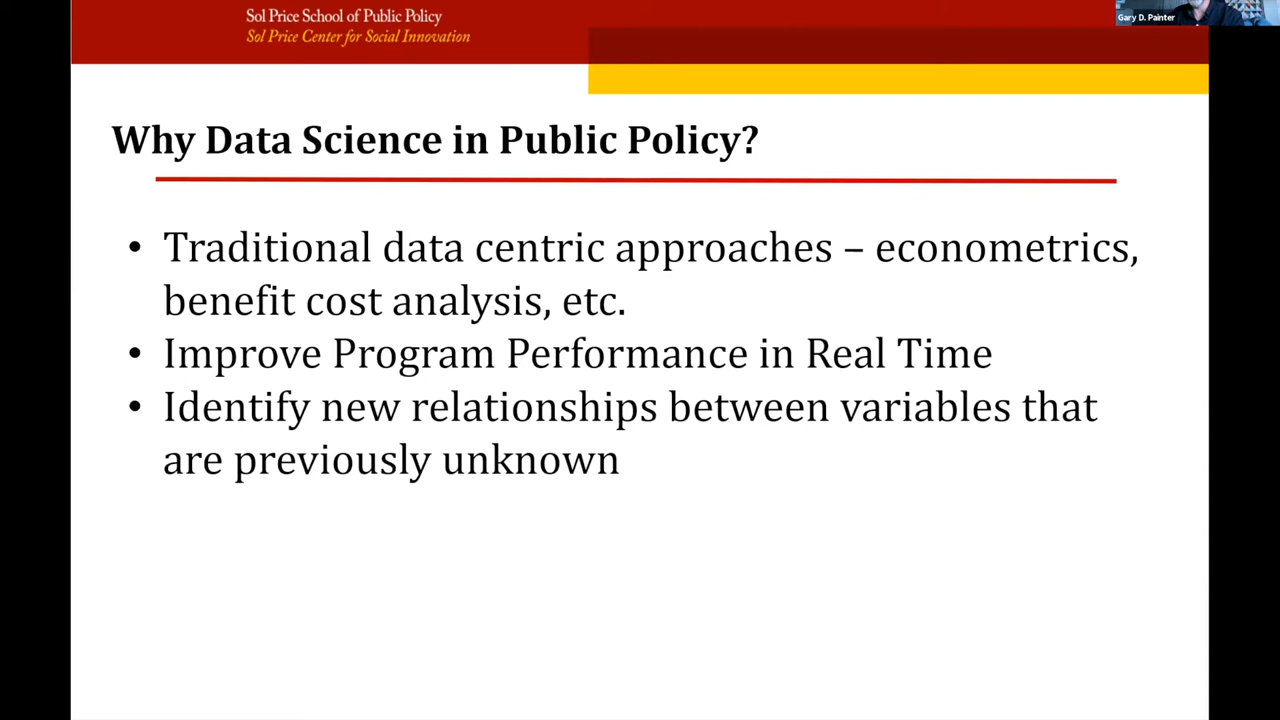 Sol Price School of Public Policy
Sol Price Center for Social Innovation
Gary D. Painter
Why Data Science in Public Policy?
• Traditional data centric approaches – econometrics,
benefit cost analysis, etc.
• Improve Program Performance in Real Time
• Identify new relationships between variables that
are previously unknown